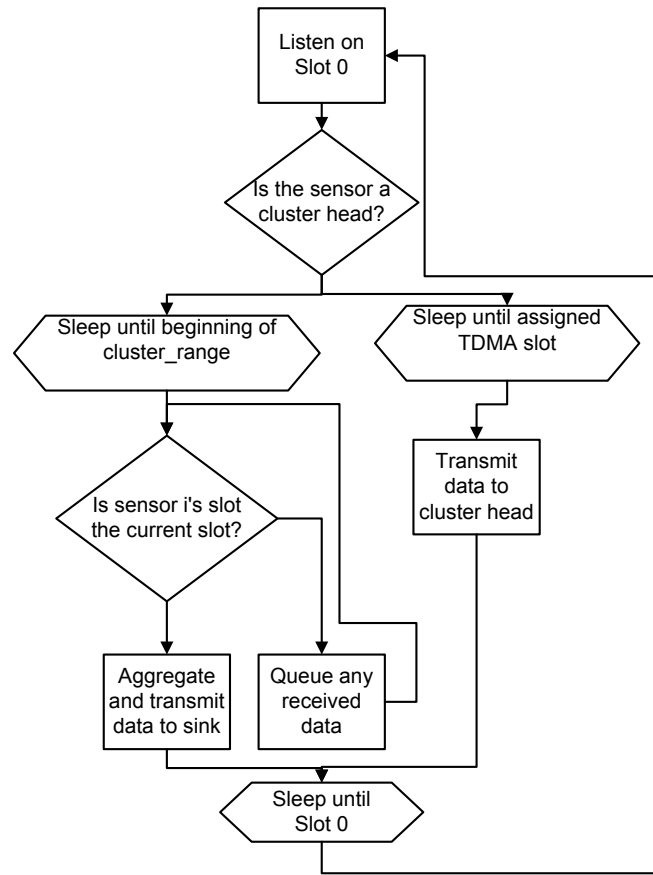 Listen on
Slot 0
Is the sensor a
cluster head?
Sleep until beginning of
cluster_range
Sleep until assigned
TDMA slot
Is sensor i's slot
the current slot?
Transmit
data to
cluster head
Aggregate
and transmit
data to sink
Queue any
received
data
Sleep until
Slot 0